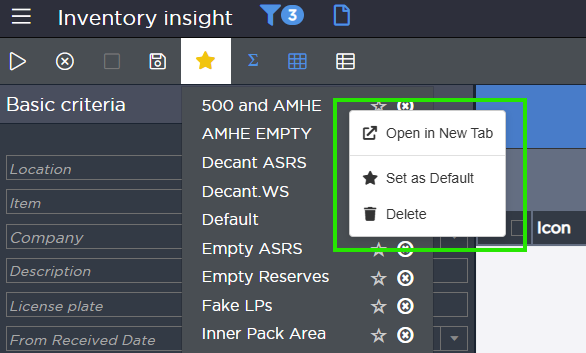 Inventory insight
3
Σ
Basic criteria
Location
Item
Company
Description
License plate
From Received Date
500 and AMHE
AMHE EMPTY
Decant ASRS
Decant.WS
Default
Empty ASRS
Empty Reserves
Fake LPs
Inner Pack Area
Open in New Tab
Set as Default
Delete
Icon